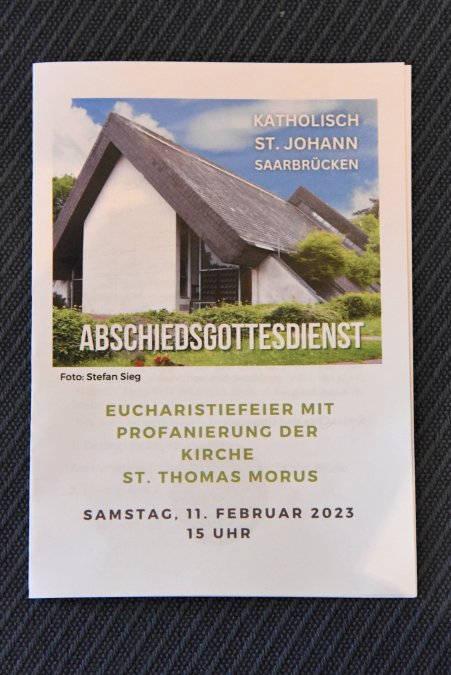 KATHOLISCH
ST. JOHANN
SAARBRÜCKEN
ABSCHIEDSGOTTESDIENST
Foto: Stefan Sieg
EUCHARISTIEFEIER MIT
PROFANIERUNG DER
KIRCHE
ST. THOMAS MORUS
SAMSTAG, 11. FEBRUAR 2023
15 UHR